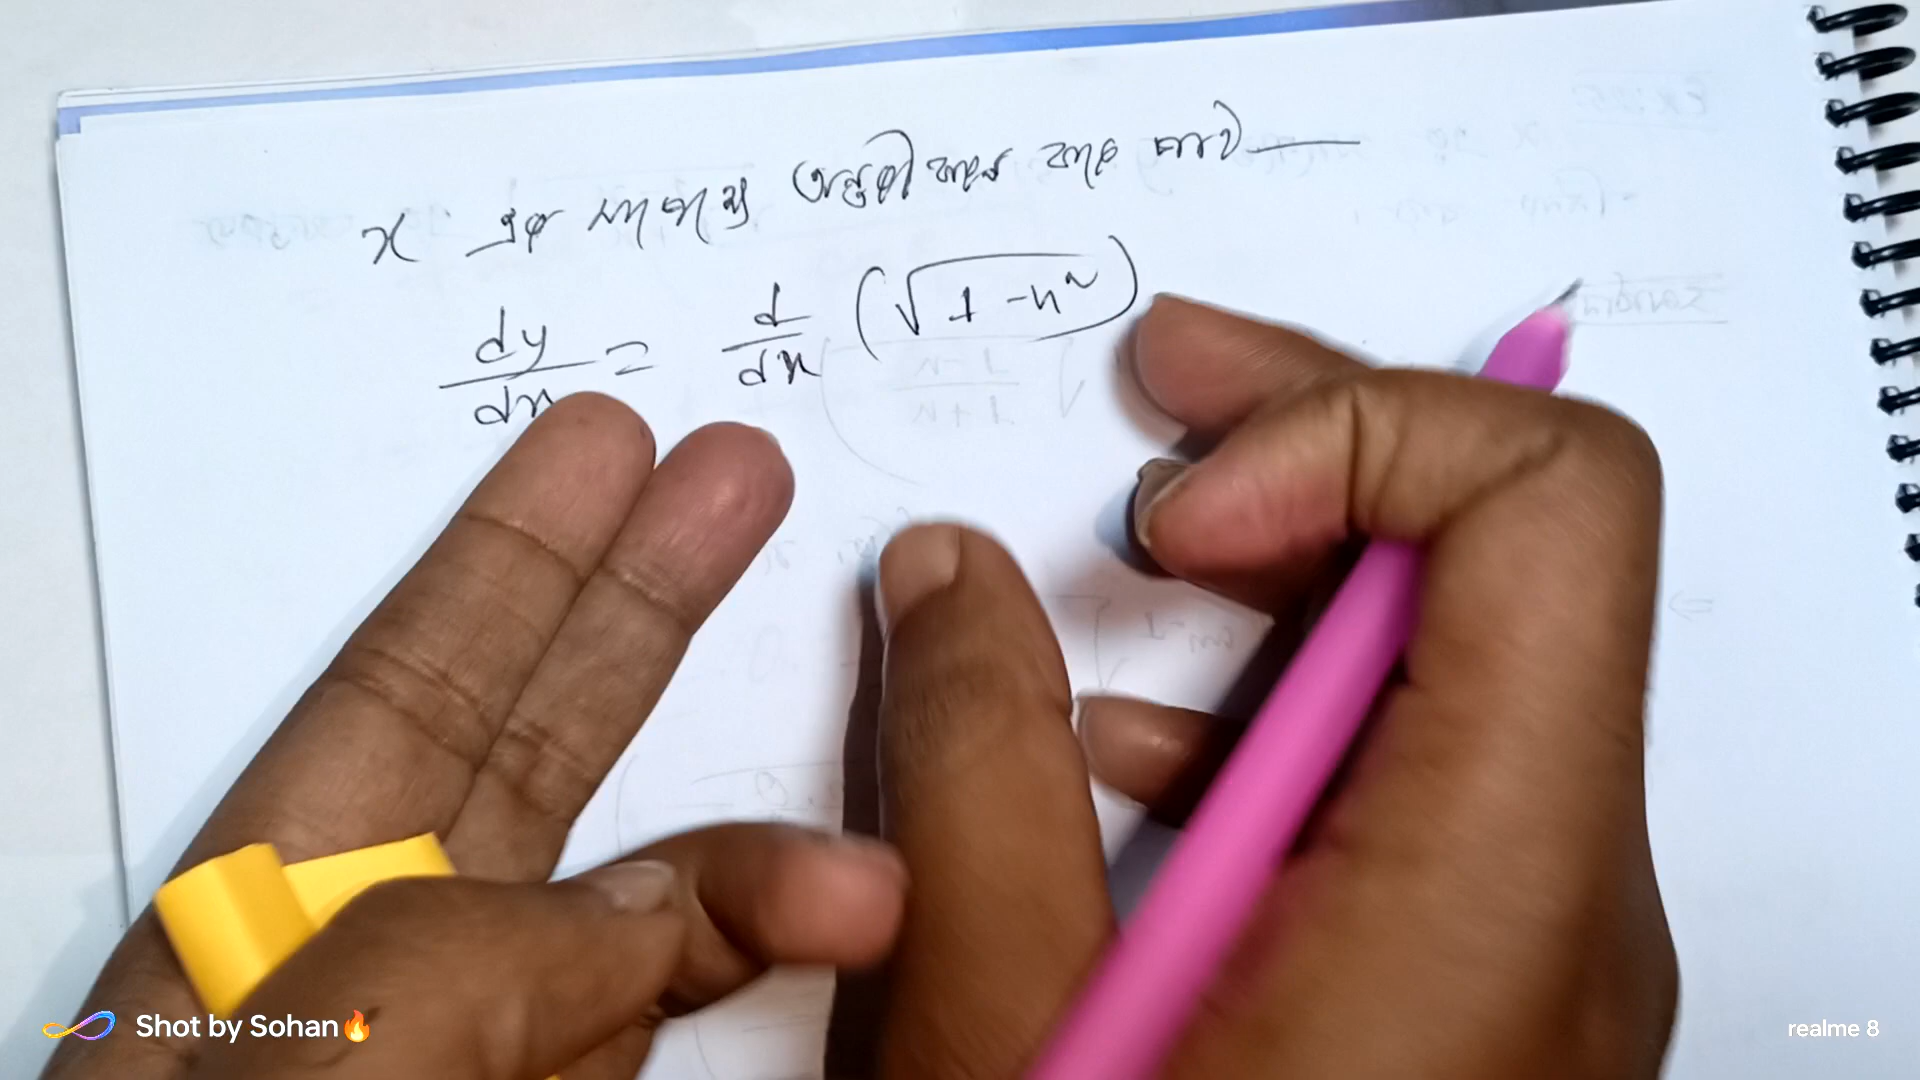 x এর সাপেক্ষে অন্তরীকরণ করে পাই —
dy/dx = d/dx (√1-x²)
Shot by Sohan🔥
realme 8